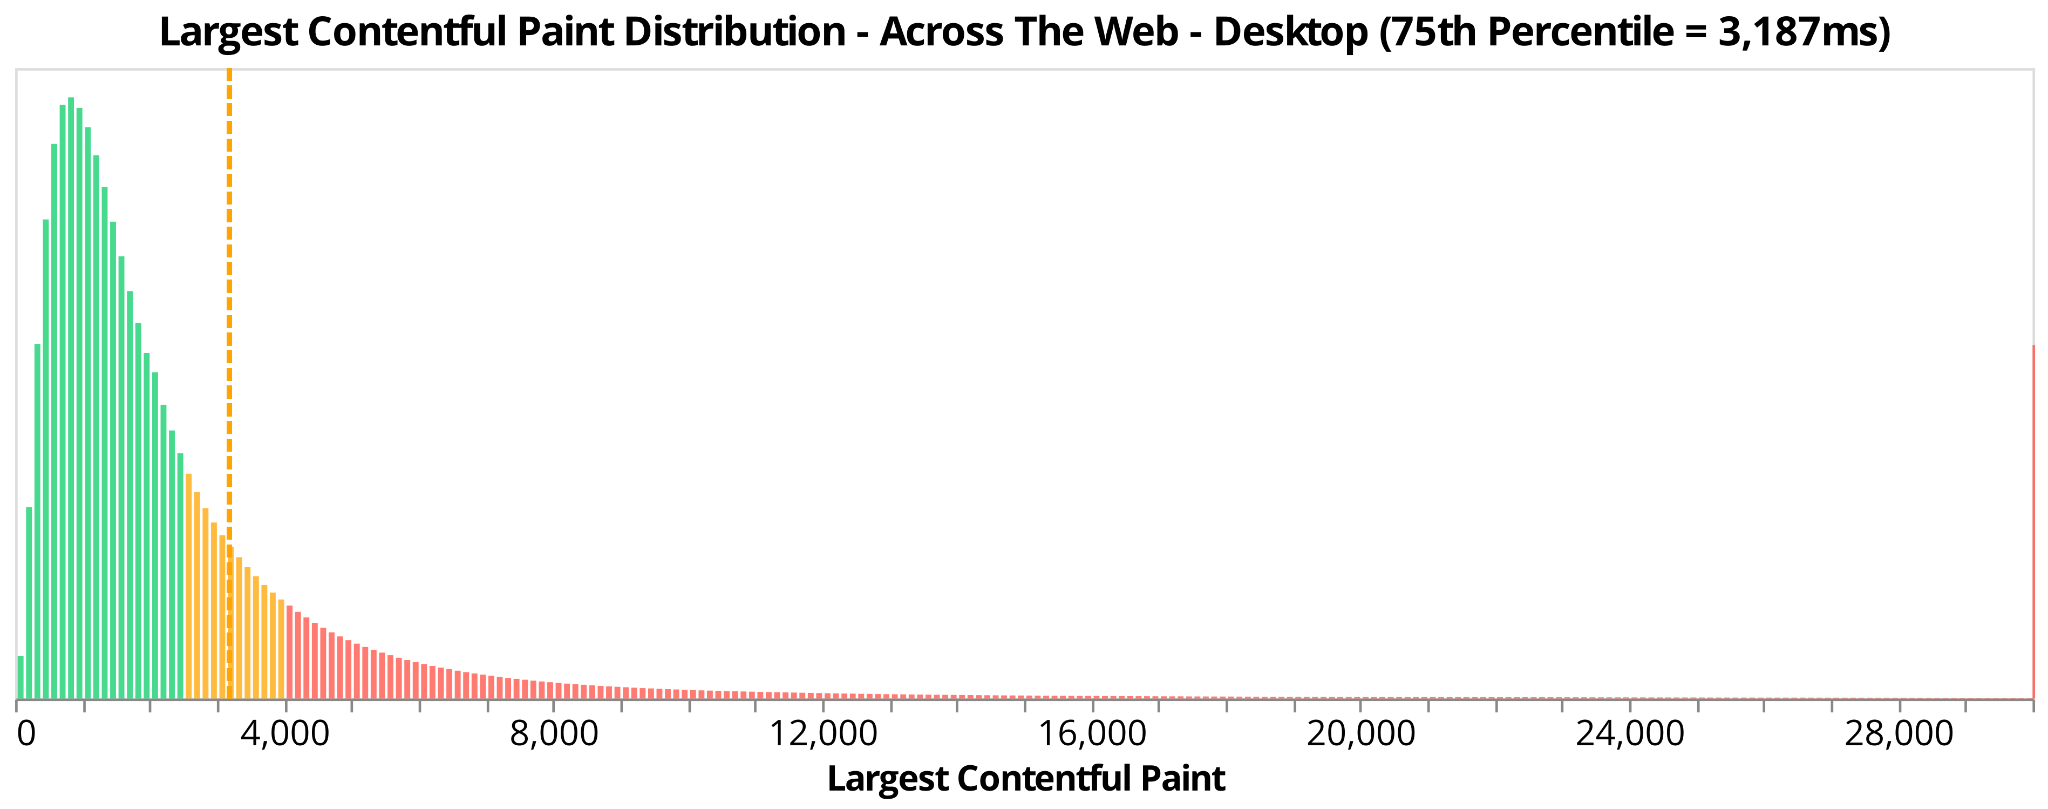 Largest Contentful Paint Distribution - Across The Web - Desktop (75th Percentile = 3,187ms)
0 4,000 8,000 12,000 16,000 20,000 24,000 28,000
Largest Contentful Paint